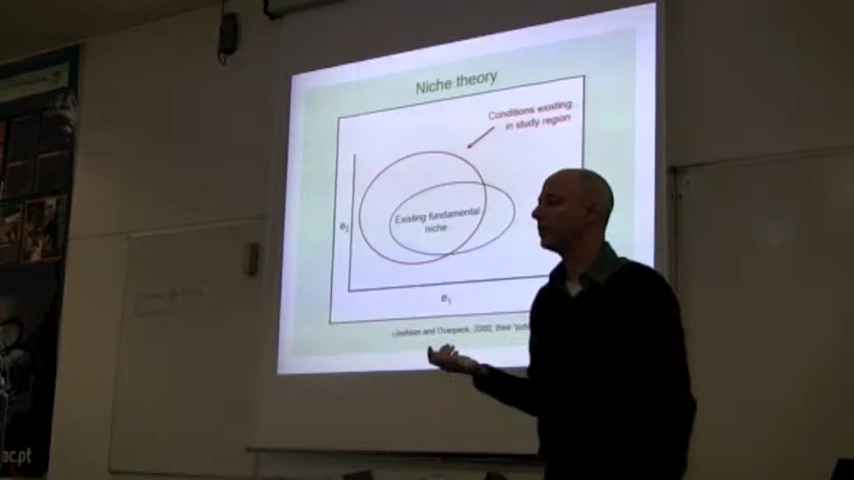 Niche theory
Conditions existing
in study region
Existing fundamental
niche
e2
e1
(Jackson and Overpeck, 2000; their
ac.pt